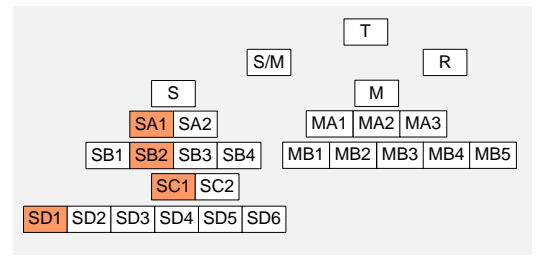 T
S/M R
S M
SA1 SA2 MA1 MA2 MA3
SB1 SB2 SB3 SB4 MB1 MB2 MB3 MB4 MB5
SC1 SC2
SD1 SD2 SD3 SD4 SD5 SD6